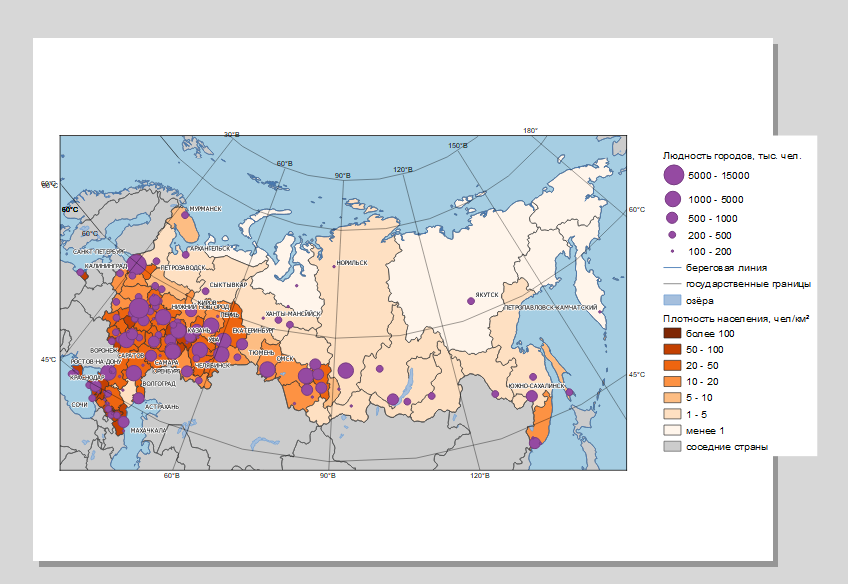 180°
30°В
150°В
60°В
120°В
90°В
60°С
60°С
60°С
60°С
МУРМАНСК
АРХАНГЕЛЬСК
САНКТ-ПЕТЕРБУРГ
КАЛИНИНГРАД
ПЕТРОЗАВОДСК
НОРИЛЬСК
СЫКТЫВКАР
ЯКУТСК
КИРОВ
НИЖНИЙ НОВГОРОД
ПЕРМЬ
ХАНТЫ-МАНСИЙСК
ПЕТРОПАВЛОВСК-КАМЧАТСКИЙ
КАЗАНЬ
ЕКАТЕРИНБУРГ
УФА
ВОРОНЕЖ
САРАТОВ
ТЮМЕНЬ
45°С
РОСТОВ-НА-ДОНУ
САМАРА
ЧЕЛЯБИНСК
ОМСК
ОРЕНБУРГ
45°С
КРАСНОДАР
ВОЛГОГРАД
ЮЖНО-САХАЛИНСК
СОЧИ
АСТРАХАНЬ
МАХАЧКАЛА
60°В
90°В
120°В
Людность городов, тыс. чел.
5000 - 15000
1000 - 5000
500 - 1000
200 - 500
100 - 200
береговая линия
государственные границы
озёра
Плотность населения, чел/км²
более 100
50 - 100
20 - 50
10 - 20
5 - 10
1 - 5
менее 1
соседние страны